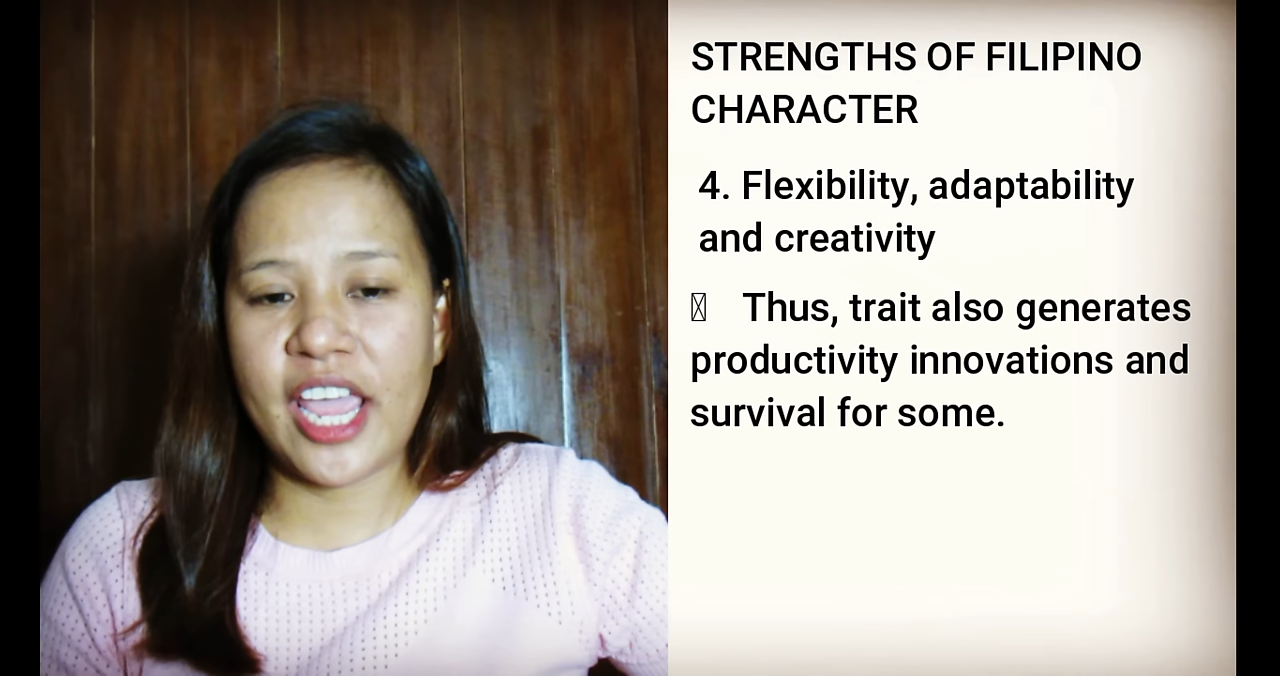 STRENGTHS OF FILIPINO
CHARACTER
4. Flexibility, adaptability
and creativity
Thus, trait also generates
productivity innovations and
survival for some.